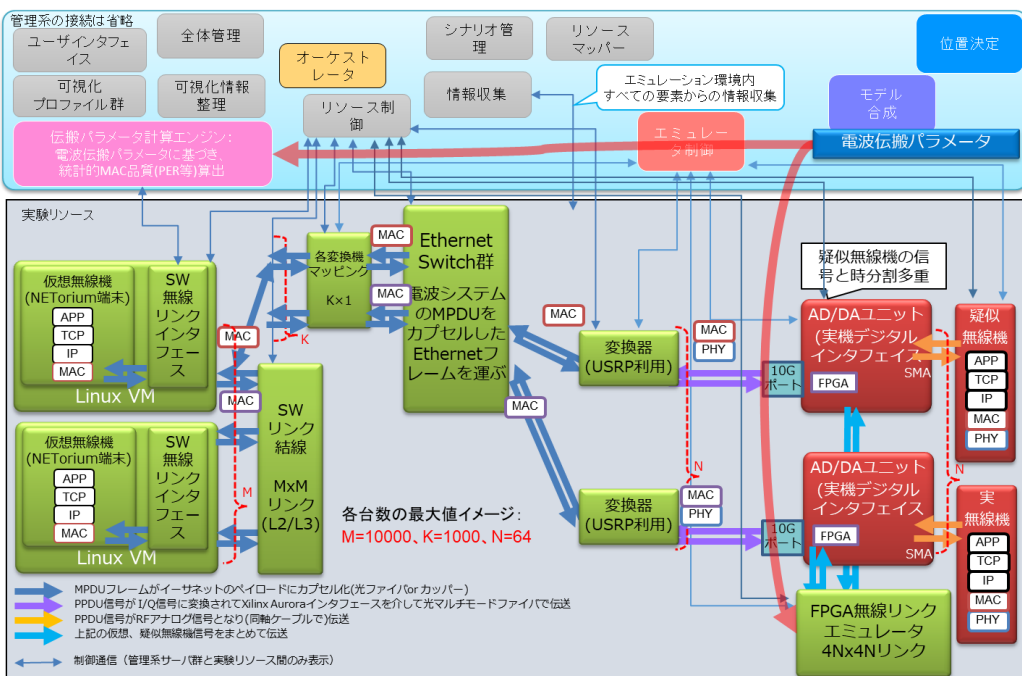 管理系の接続は省略
ユーザインタフェ
イス
全体管理
オーケスト
レータ
シナリオ管
理
リソース
マッパー
位置決定
可視化
プロファイル群
可視化情報
整理
リソース制
御
情報収集
エミュレーション環境内
すべての要素からの情報収集
モデル
合成
伝搬パラメータ計算エンジン:
電波伝搬パラメータに基づき、
統計的MAC品質(PER等)算出
エミュレー
タ制御
電波伝搬パラメータ
実験リソース
仮想無線機
(NETorium端末)
APP
TCP
IP
MAC
Linux VM
SW
無線
リンク
インタ
フェー
ス
MAC
MAC
各変換機
マッピング
K×1
K
MAC
MAC
Ethernet
Switch群
電波システム
のMPDUを
カプセルした
Ethernetフ
レームを運ぶ
MAC
MAC
変換器
(USRP利用)
MAC
PHY
疑似無線機の信
号と時分割多重
10G
ポート
AD/DAユニット
(実機デジタル
インタフェイス
FPGA
SMA
疑似
無線機
APP
TCP
IP
MAC
PHY
仮想無線機
(NETorium端末)
APP
TCP
IP
MAC
Linux VM
SW
無線
リンク
インタ
フェー
ス
M
SW
リンク
結線
MxM
リンク
(L2/L3)
各台数の最大値イメージ:
M=10000、K=1000、N=64
変換器
(USRP利用)
MAC
PHY
N
10G
ポート
AD/DAユニット
(実機デジタル
インタフェイス
FPGA
SMA
N
実
無線機
APP
TCP
IP
MAC
PHY
FPGA無線リンク
エミュレータ
4Nx4Nリンク
MPDUフレームがイーサネットのペイロードにカプセル化(光ファイバor カッパー)
PPDU信号がI/Q信号に変換されてXilinx Auroraインタフェースを介して光マルチモードファイバで伝送
PPDU信号がRFアナログ信号となり(同軸ケーブルで)伝送
上記の仮想、疑似無線機信号をまとめて伝送
制御通信（管理系サーバ群と実験リソース間のみ表示）